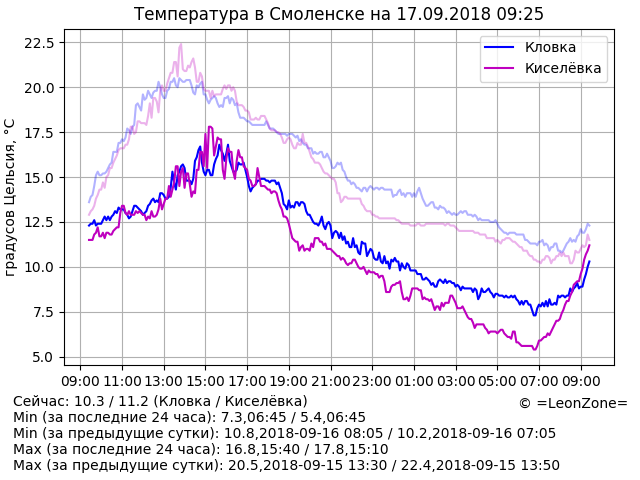 Температура в Смоленске на 17.09.2018 09:25
Кловка
Киселёвка
градусов Цельсия, °C
22.5
20.0
17.5
15.0
12.5
10.0
7.5
5.0
09:00 11:00 13:00 15:00 17:00 19:00 21:00 23:00 01:00 03:00 05:00 07:00 09:00
Сейчас: 10.3 / 11.2 (Кловка / Киселёвка)
© =LeonZone=
Min (за последние 24 часа): 7.3,06:45 / 5.4,06:45
Min (за предыдущие сутки): 10.8,2018-09-16 08:05 / 10.2,2018-09-16 07:05
Max (за последние 24 часа): 16.8,15:40 / 17.8,15:10
Max (за предыдущие сутки): 20.5,2018-09-15 13:30 / 22.4,2018-09-15 13:50